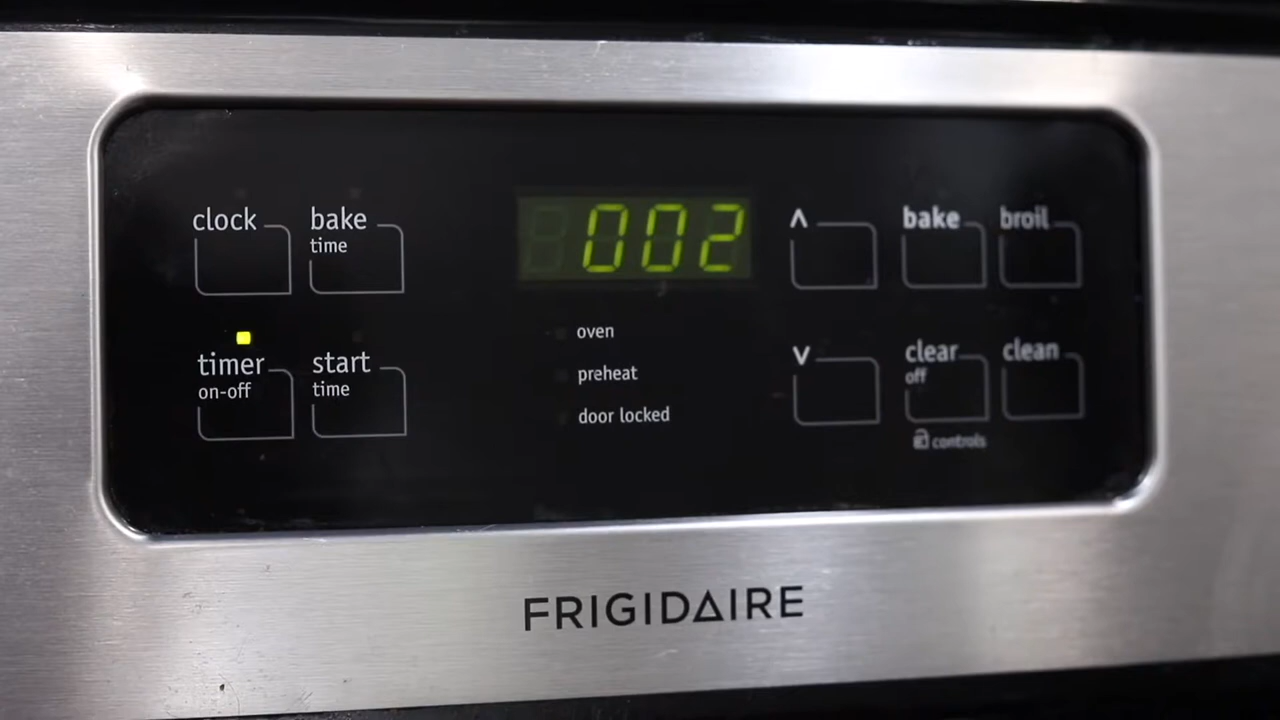 clock
bake
time
002
∧
bake
broil
timer
on-off
start
time
oven
preheat
door locked
∨
clear
off
clean
controls
FRIGIDAIRE